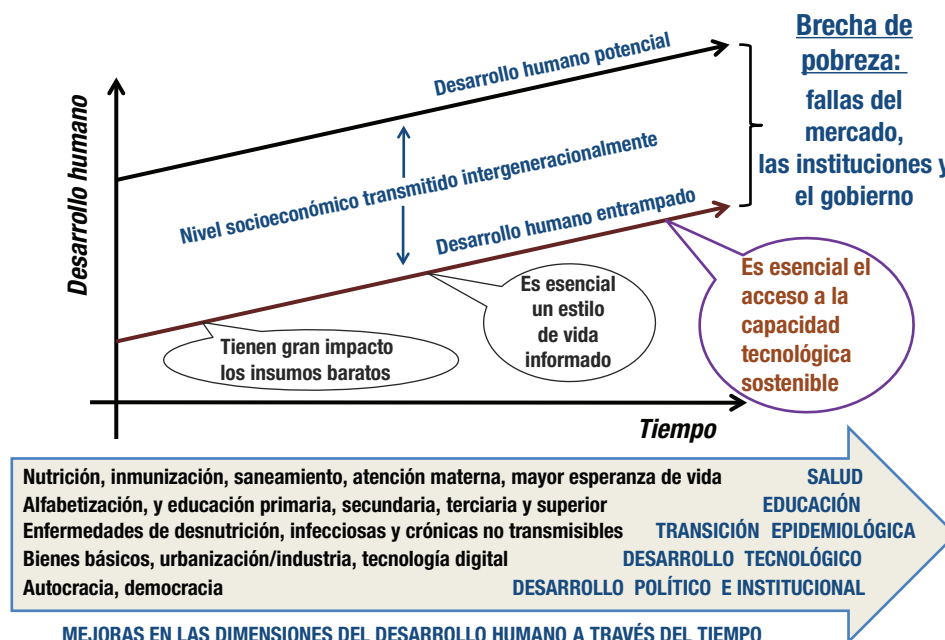 Brecha de
pobreza:
fallas del
mercado,
las instituciones y
el gobierno
Desarrollo humano potencial
Desarrollo humano
Nivel socioeconómico transmitido intergeneracionalmente
Desarrollo humano entrampado
Tienen gran impacto
los insumos baratos
Es esencial
un estilo
de vida
informado
Es esencial el
acceso a la
capacidad
tecnológica
sostenible
Tiempo
Nutrición, inmunización, saneamiento, atención materna, mayor esperanza de vida SALUD
Alfabetización, y educación primaria, secundaria, terciaria y superior EDUCACIÓN
Enfermedades de desnutrición, infecciosas y crónicas no transmisibles TRANSICIÓN EPIDEMIOLÓGICA
Bienes básicos, urbanización/industria, tecnología digital DESARROLLO TECNOLÓGICO
Autocracia, democracia DESARROLLO POLÍTICO E INSTITUCIONAL
MEJORAS EN LAS DIMENSIONES DEL DESARROLLO HUMANO A TRAVÉS DEL TIEMPO